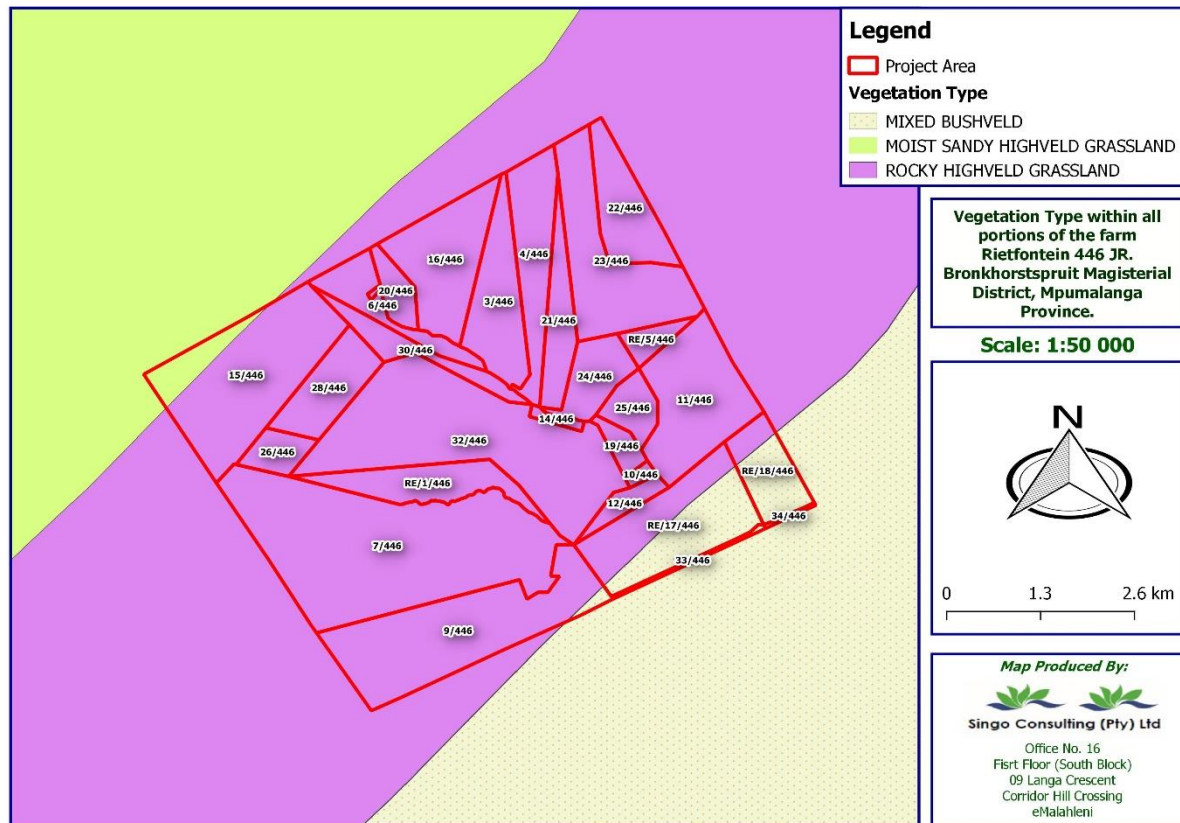 Legend
Project Area
Vegetation Type
MIXED BUSHVELD
MOIST SANDY HIGHVELD GRASSLAND
ROCKY HIGHVELD GRASSLAND
22/446
4/446
16/446
23/446
20/446
6/446
3/446
21/446
RE/5/446
30/446
15/446
28/446
24/446
11/446
25/446
14/446
32/446
19/446
26/446
10/446
RE/18/446
RE/1/446
12/446
34/446
RE/17/446
7/446
33/446
9/446
Vegetation Type within all
portions of the farm
Rietfontein 446 JR.
Bronkhorstspruit Magisterial
District, Mpumalanga
Province.
Scale: 1:50 000
N
0 1.3 2.6 km
Map Produced By:
Singo Consulting (Pty) Ltd
Office No. 16
Fisrt Floor (South Block)
09 Langa Crescent
Corridor Hill Crossing
eMalahleni